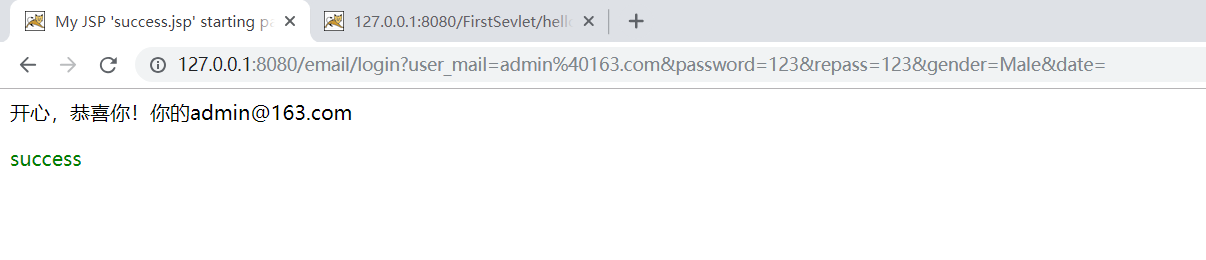 My JSP 'success.jsp' starting pa
127.0.0.1:8080/FirstSevlet/hello
127.0.0.1:8080/email/login?user_mail=admin%40163.com&password=123&repass=123&gender=Male&date=
开心，恭喜你！你的admin@163.com
success